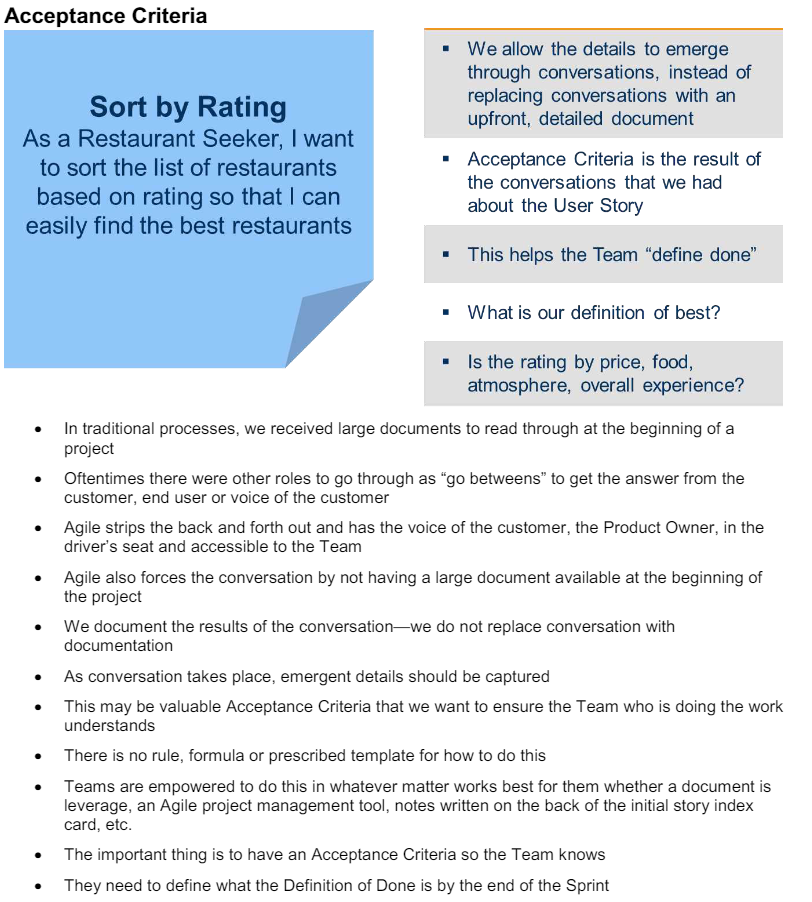 Acceptance Criteria
Sort by Rating
As a Restaurant Seeker, I want
to sort the list of restaurants
based on rating so that I can
easily find the best restaurants
▪ We allow the details to emerge
through conversations, instead of
replacing conversations with an
upfront, detailed document
▪ Acceptance Criteria is the result of
the conversations that we had
about the User Story
▪ This helps the Team “define done”
▪ What is our definition of best?
▪ Is the rating by price, food,
atmosphere, overall experience?
• In traditional processes, we received large documents to read through at the beginning of a
project
• Oftentimes there were other roles to go through as “go betweens” to get the answer from the
customer, end user or voice of the customer
• Agile strips the back and forth out and has the voice of the customer, the Product Owner, in the
driver’s seat and accessible to the Team
• Agile also forces the conversation by not having a large document available at the beginning of
the project
• We document the results of the conversation—we do not replace conversation with
documentation
• As conversation takes place, emergent details should be captured
• This may be valuable Acceptance Criteria that we want to ensure the Team who is doing the work
understands
• There is no rule, formula or prescribed template for how to do this
• Teams are empowered to do this in whatever matter works best for them whether a document is
leverage, an Agile project management tool, notes written on the back of the initial story index
card, etc.
• The important thing is to have an Acceptance Criteria so the Team knows
• They need to define what the Definition of Done is by the end of the Sprint